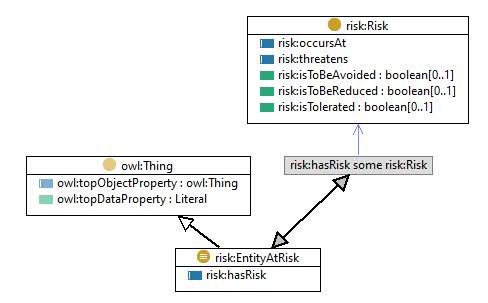 risk:Risk
risk:occursAt
risk:threatens
risk:isToBeAvoided : boolean[0..1]
risk:isToBeReduced : boolean[0..1]
risk:isTolerated : boolean[0..1]
risk:hasRisk some risk:Risk
owl:Thing
owl:topObjectProperty : owl:Thing
owl:topDataProperty : Literal
risk:EntityAtRisk
risk:hasRisk